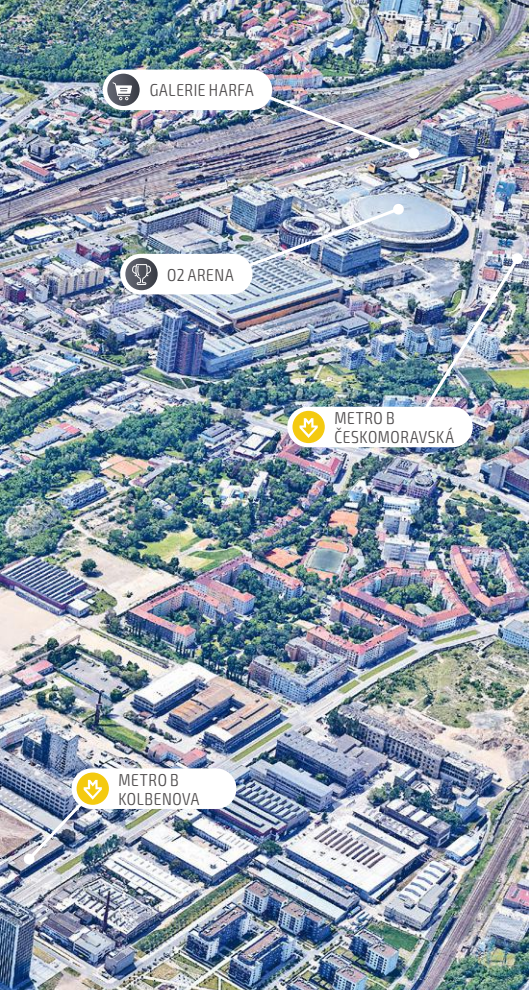 GALERIE HARFA
O2 ARENA
METRO B
ČESKOMORAVSKÁ
METRO B
KOLBENOVA